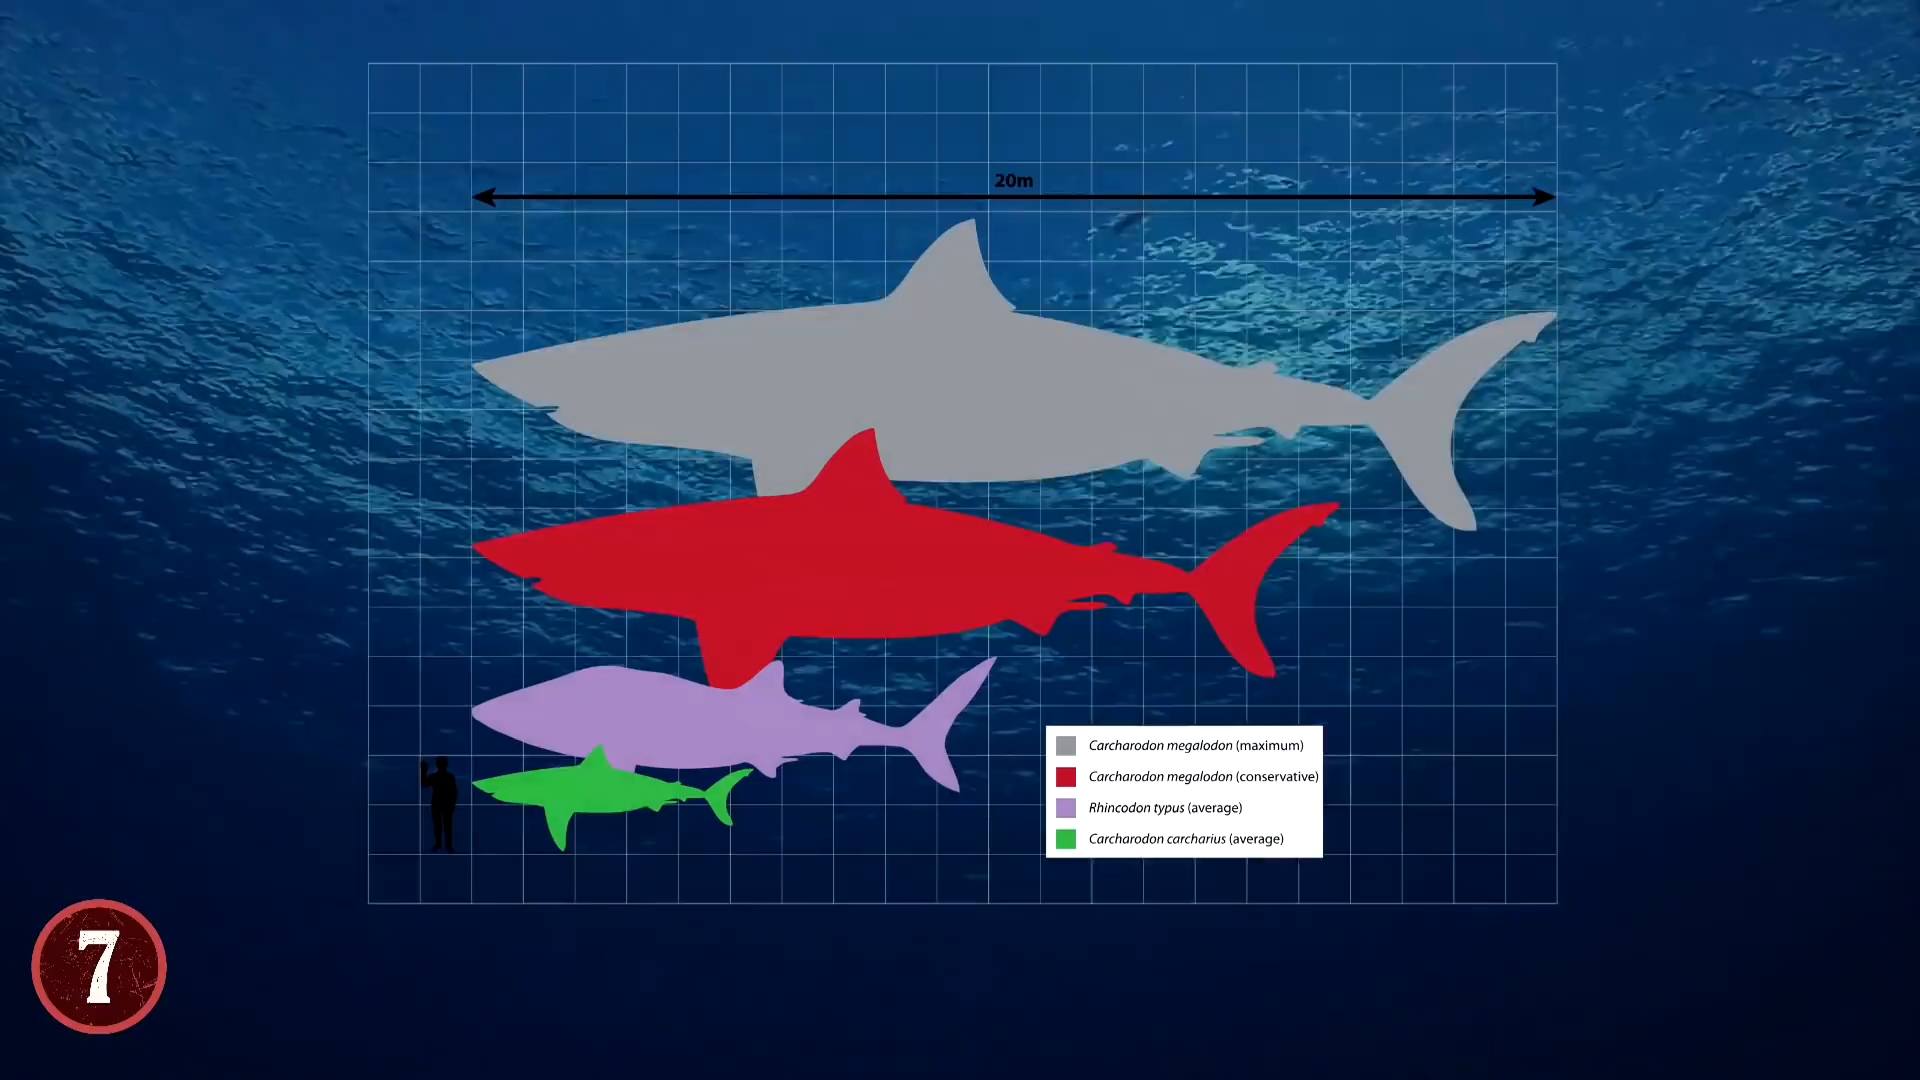 20m
Carcharodon megalodon (maximum)
Carcharodon megalodon (conservative)
Rhincodon typus (average)
Carcharodon carcharius (average)
7